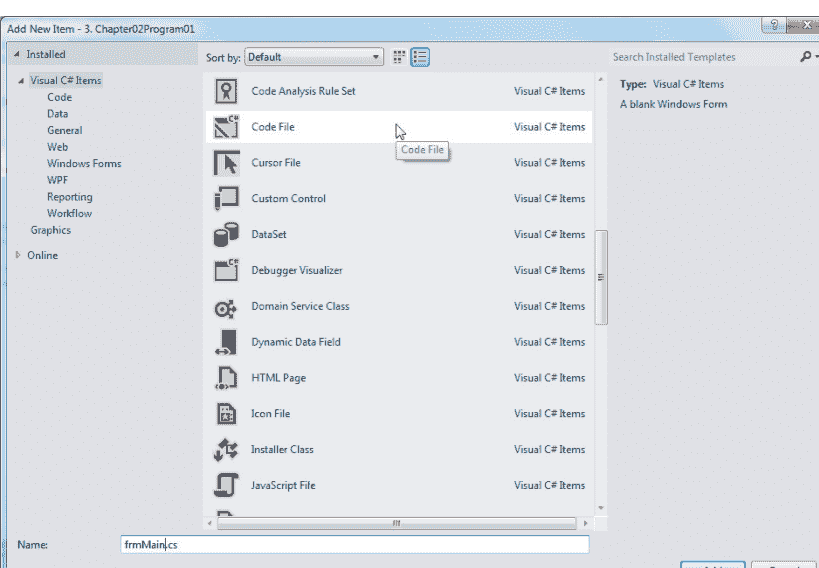 Add New Item - 3. Chapter02Program01
Installed
Sort by: Default
Search Installed Templates
Visual C# Items
Code
Data
General
Web
Windows Forms
WPF
Reporting
Workflow
Graphics
Online
Code Analysis Rule Set Visual C# Items
Code File Visual C# Items
Code File
Cursor File Visual C# Items
Custom Control Visual C# Items
DataSet Visual C# Items
Debugger Visualizer Visual C# Items
Domain Service Class Visual C# Items
Dynamic Data Field Visual C# Items
HTML Page Visual C# Items
Icon File Visual C# Items
Installer Class Visual C# Items
JavaScript File Visual C# Items
Type: Visual C# Items
A blank Windows Form
Name: frmMain.cs